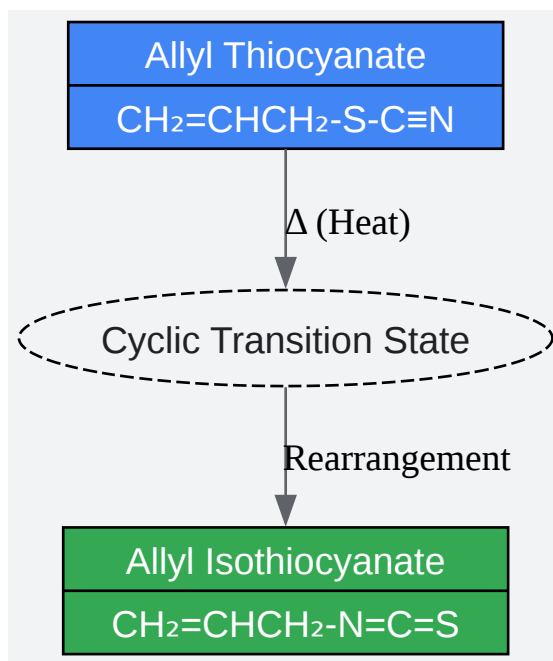 Allyl Thiocyanate
CH₂=CHCH₂-S-C≡N
Δ (Heat)
Cyclic Transition State
Rearrangement
Allyl Isothiocyanate
CH₂=CHCH₂-N=C=S